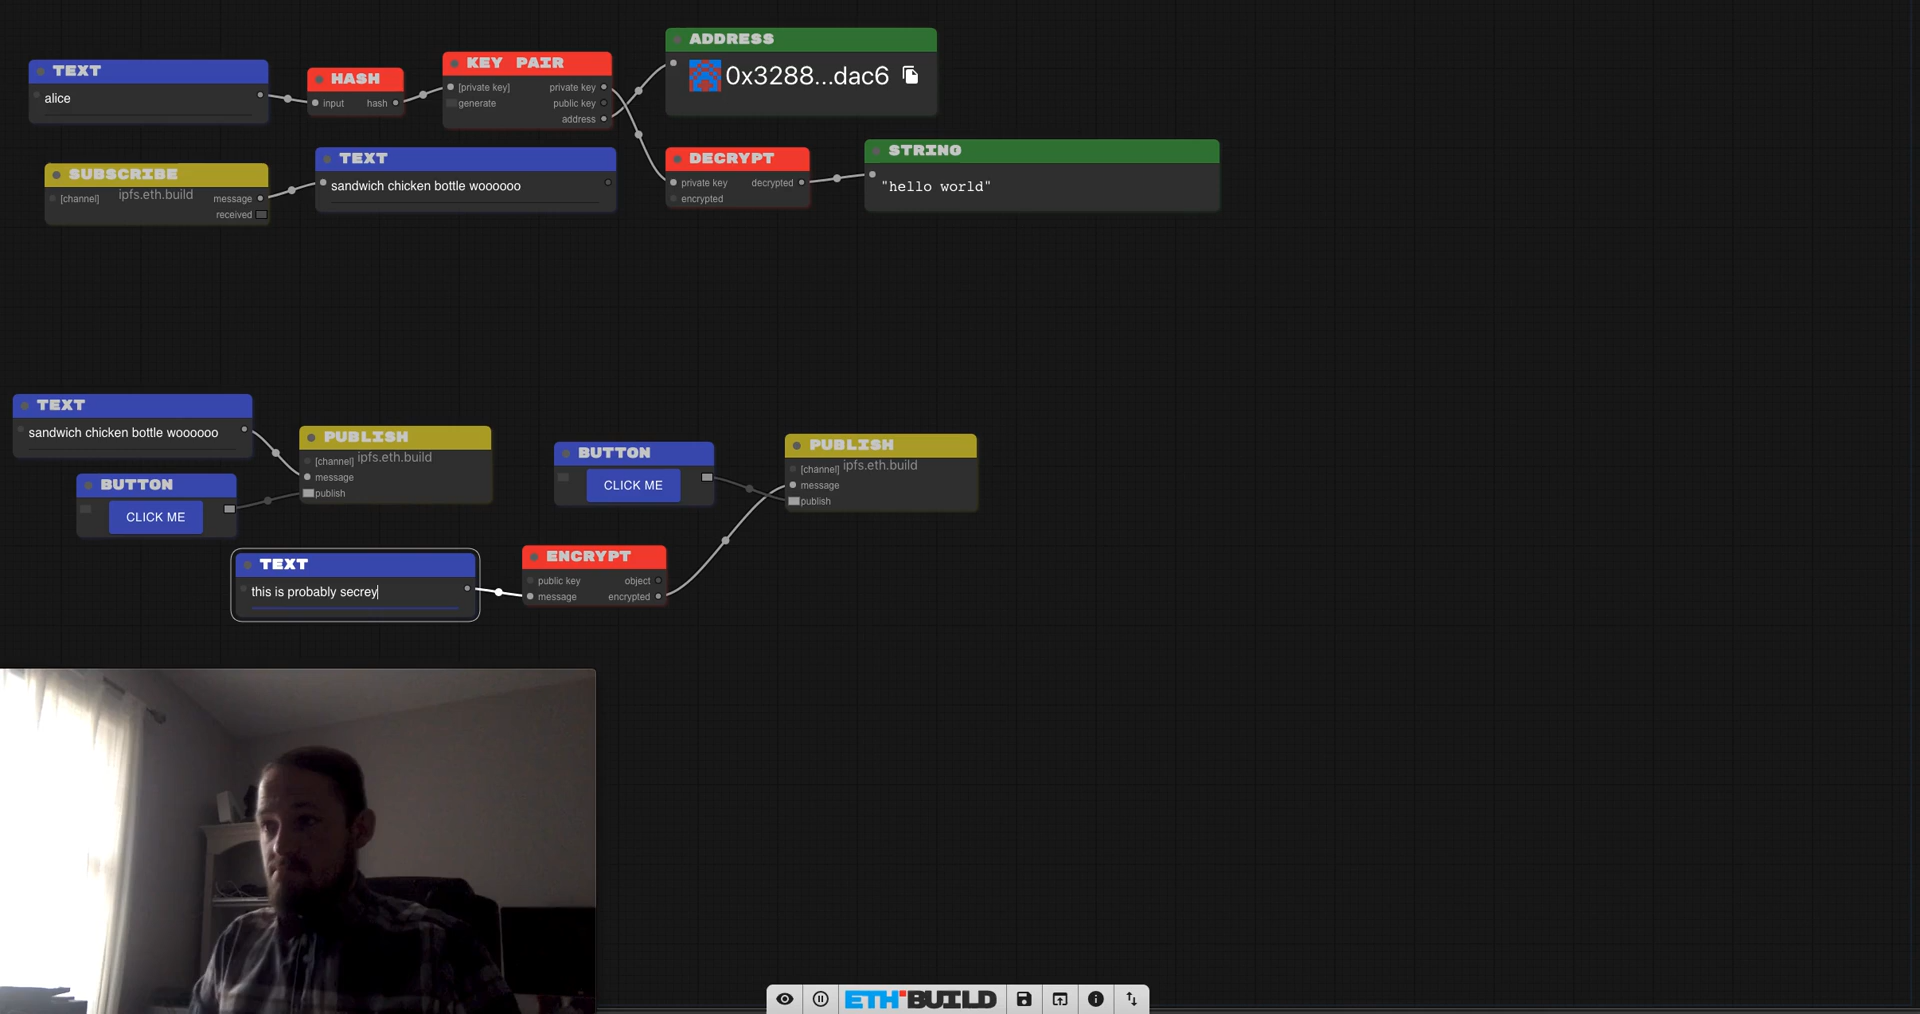 TEXT
alice
HASH
input hash
KEY PAIR
[private key] private key
generate public key
address
ADDRESS
0x3288...dac6
SUBSCRIBE
ipfs.eth.build
[channel] message
received
TEXT
sandwich chicken bottle woooooo
DECRYPT
private key decrypted
encrypted
STRING
"hello world"
TEXT
sandwich chicken bottle woooooo
PUBLISH
[channel] ipfs.eth.build
message
publish
BUTTON
CLICK ME
BUTTON
CLICK ME
PUBLISH
[channel] ipfs.eth.build
message
publish
TEXT
this is probably secrey
ENCRYPT
public key object
message encrypted
ETH BUILD